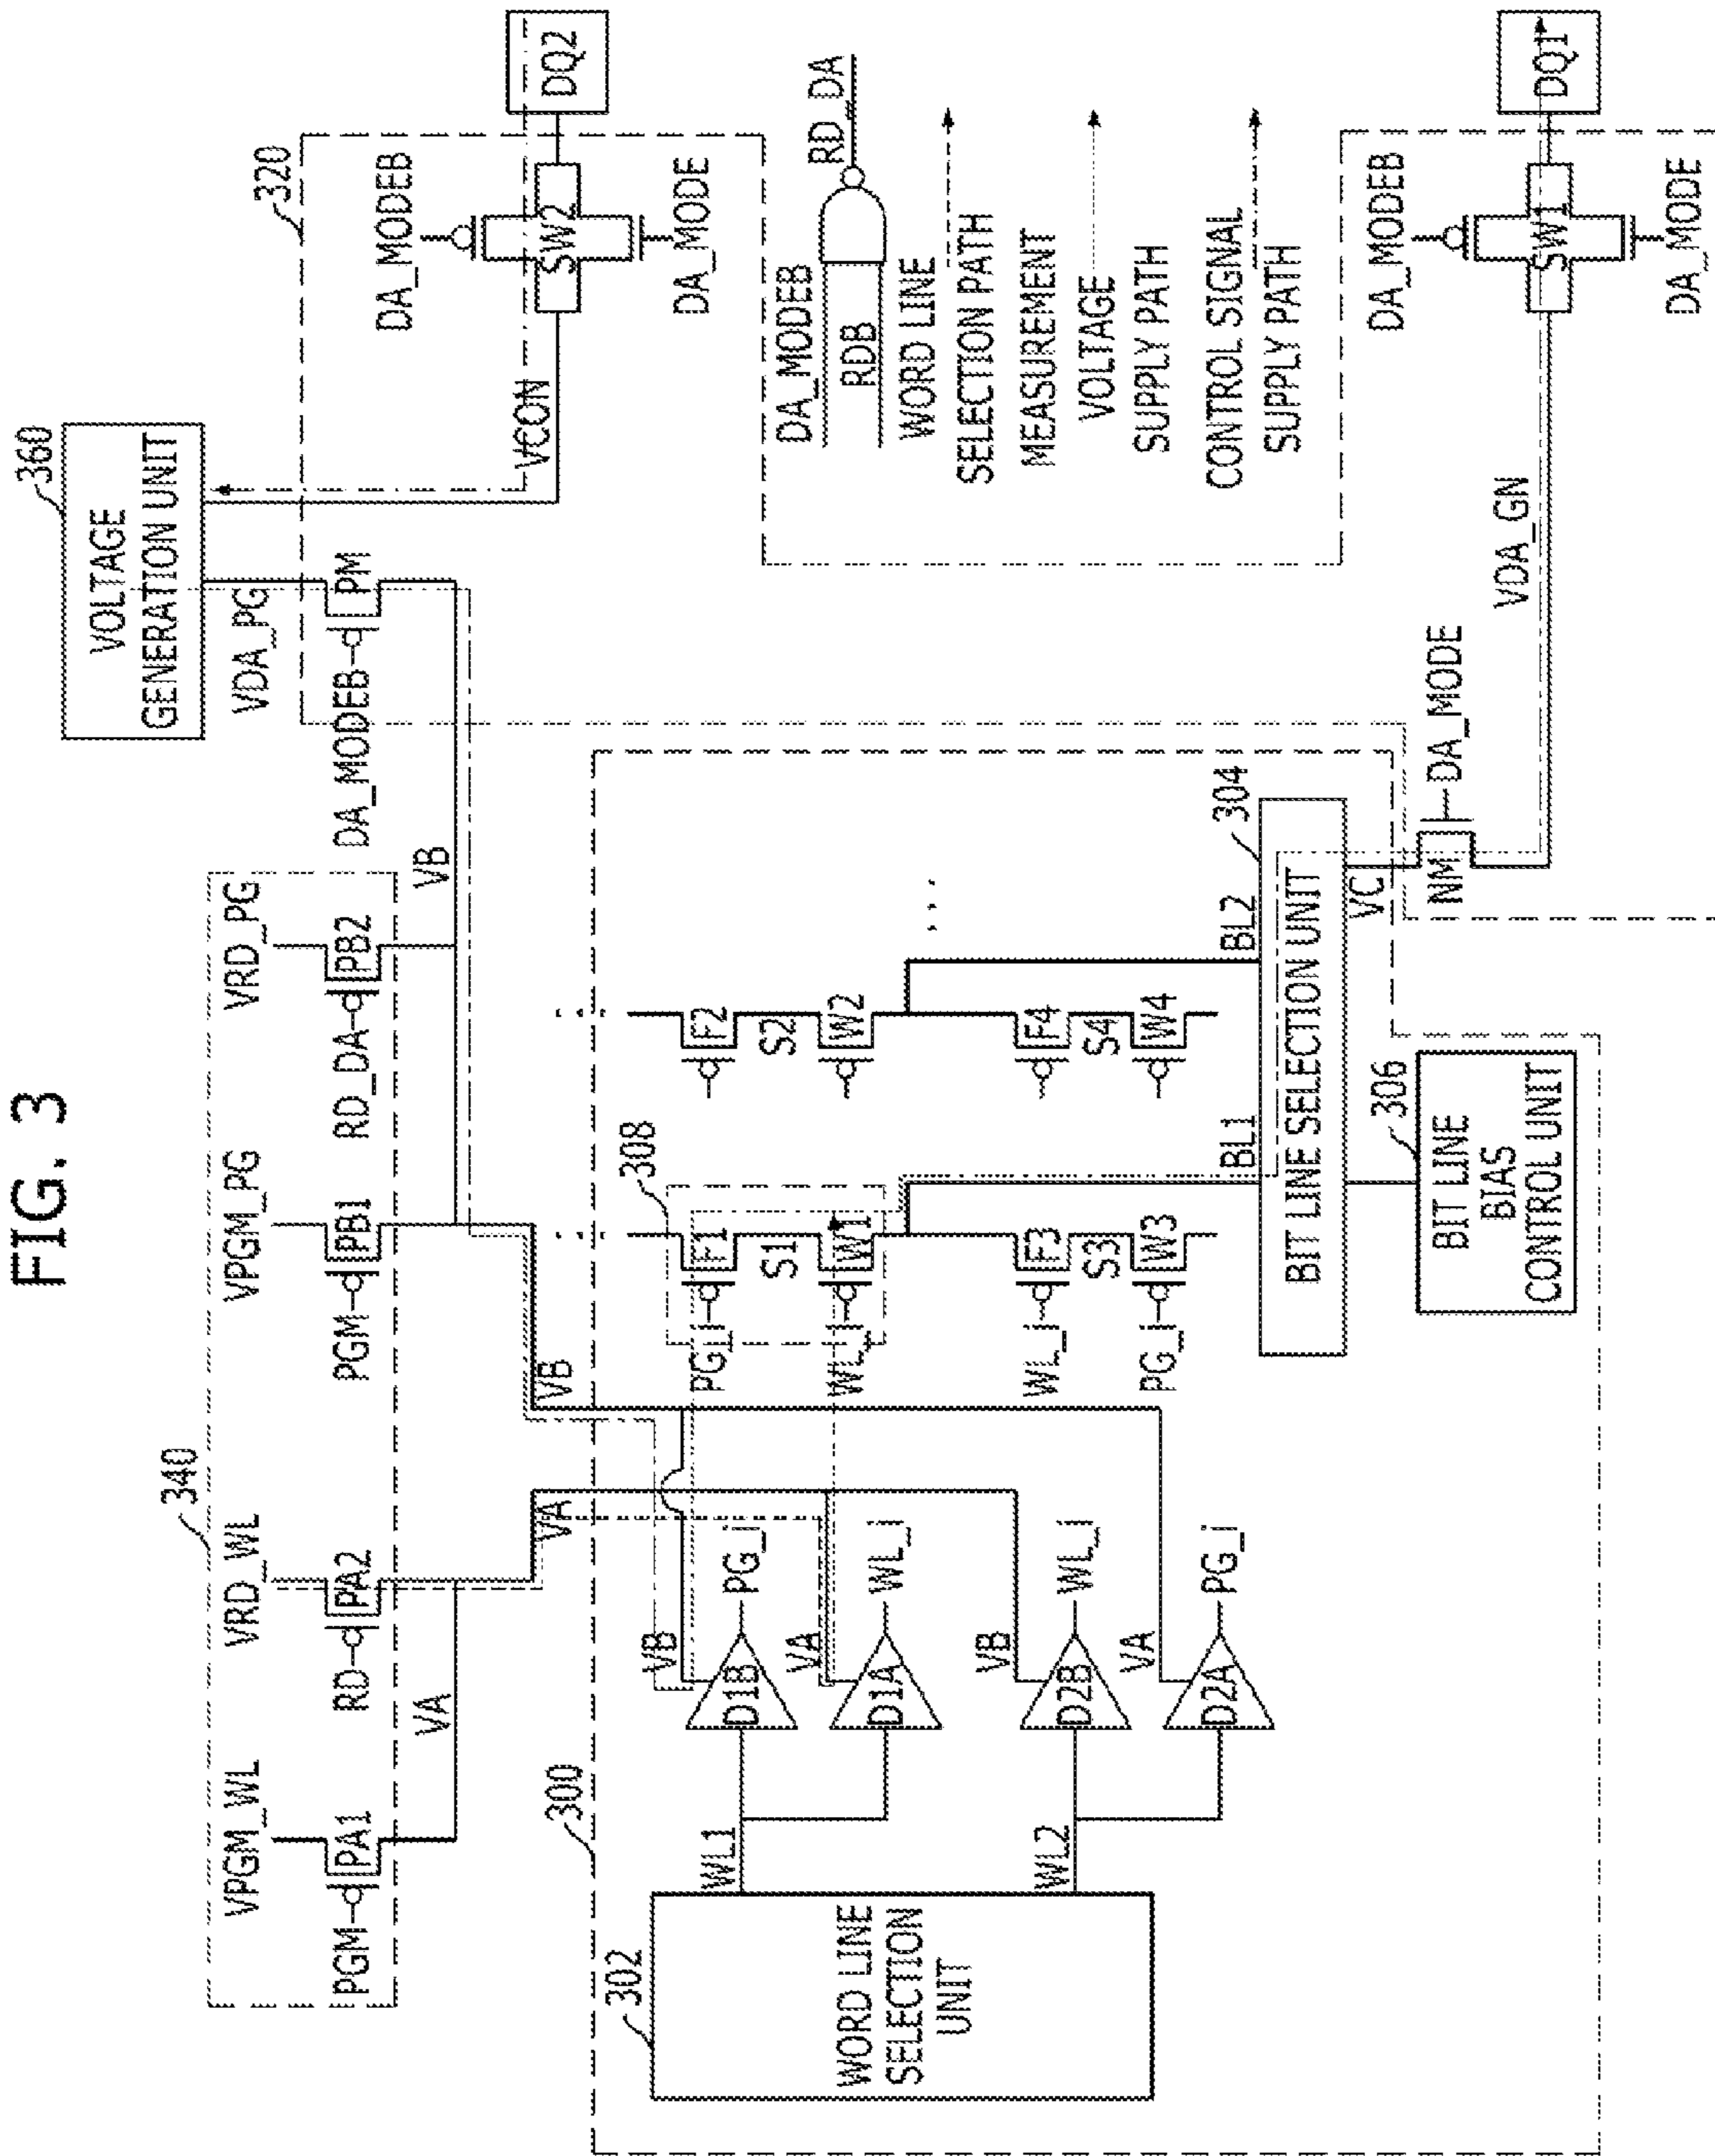 FIG. 3
340
VPGM_WL
VRD_WL
VPGM_PG
VRD_PG
PGM
PA1
RD
PA2
PGM
PB1
RD_DA
PB2
VA
VB
360
VOLTAGE
GENERATION UNIT
VDA_PG
DA_MODEB
PM
VCON
320
DA_MODEB
SW2
DA_MODE
DQ2
300
302
WORD LINE
SELECTION
UNIT
WL1
WL2
VA
VB
VB
D1B
PG_i
VA
D1A
WL_i
VB
D2B
WL_j
VA
D2A
PG_j
308
PG_i
F1
S1
WL_i
W1
WL_j
F3
S3
PG_j
W3
F2
S2
W2
F4
S4
W4
...
BL1
BL2
304
BIT LINE SELECTION UNIT
306
BIT LINE
BIAS
CONTROL UNIT
VC
NM
DA_MODE
VDA_GN
DA_MODEB
RDB
RD_DA
WORD LINE
SELECTION PATH
MEASUREMENT
VOLTAGE
SUPPLY PATH
CONTROL SIGNAL
SUPPLY PATH
DA_MODEB
SW1
DA_MODE
DQ1